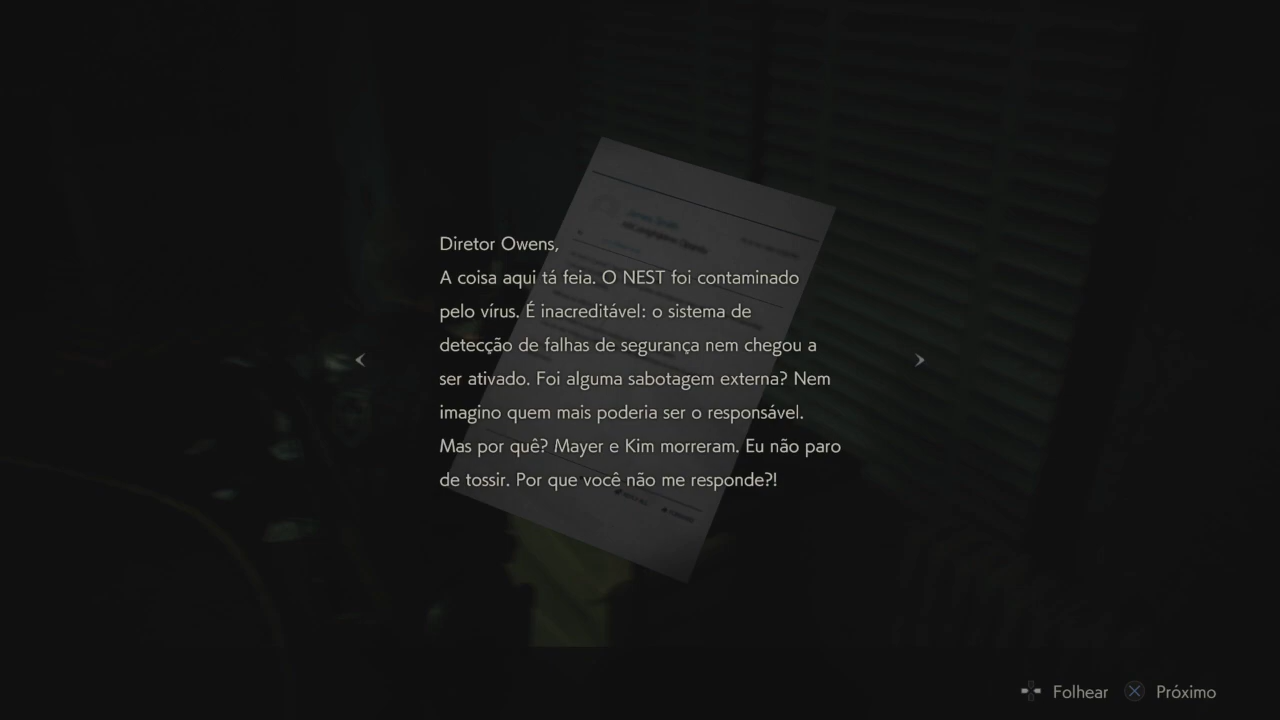 Diretor Owens,
A coisa aqui tá feia. O NEST foi contaminado
pelo vírus. É inacreditável: o sistema de
detecção de falhas de segurança nem chegou a
ser ativado. Foi alguma sabotagem externa? Nem
imagino quem mais poderia ser o responsável.
Mas por quê? Mayer e Kim morreram. Eu não paro
de tossir. Por que você não me responde?!
Folhear
Próximo